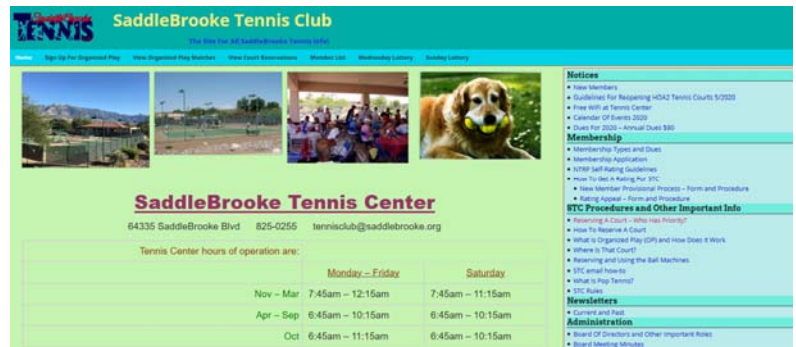 TENNIS
SaddleBrooke Tennis Club
The Site For All SaddleBrooke Tennis Info!
Home Sign Up For Organized Play View Organized Play Matches View Court Reservations Member List Wednesday Lottery Sunday Lottery
SaddleBrooke Tennis Center
64335 SaddleBrooke Blvd 825-0255 tennisclub@saddlebrooke.org
Tennis Center hours of operation are:
Monday – Friday Saturday
Nov – Mar 7:45am – 12:15am 7:45am – 11:15am
Apr – Sep 6:45am – 10:15am 6:45am – 10:15am
Oct 6:45am – 11:15am 6:45am – 10:15am
Notices
New Members
Guidelines For Reopening HOA2 Tennis Courts 5/2020
Free WiFi at Tennis Center
Calendar Of Events 2020
Dues For 2020 – Annual Dues $80
Membership
Membership Types and Dues
Membership Application
NTRP Self-Rating Guidelines
How To Get A Rating For STC
New Member Provisional Process – Form and Procedure
Rating Appeal – Form and Procedure
STC Procedures and Other Important Info
Reserving A Court – Who Has Priority?
How To Reserve A Court
What is Organized Play (OP) and How Does It Work
Where Is That Court?
Reserving and Using the Ball Machines
STC email how-to
What Is Pop Tennis?
STC Rules
Newsletters
Current and Past
Administration
Board Of Directors and Other Important Roles
Board Meeting Minutes